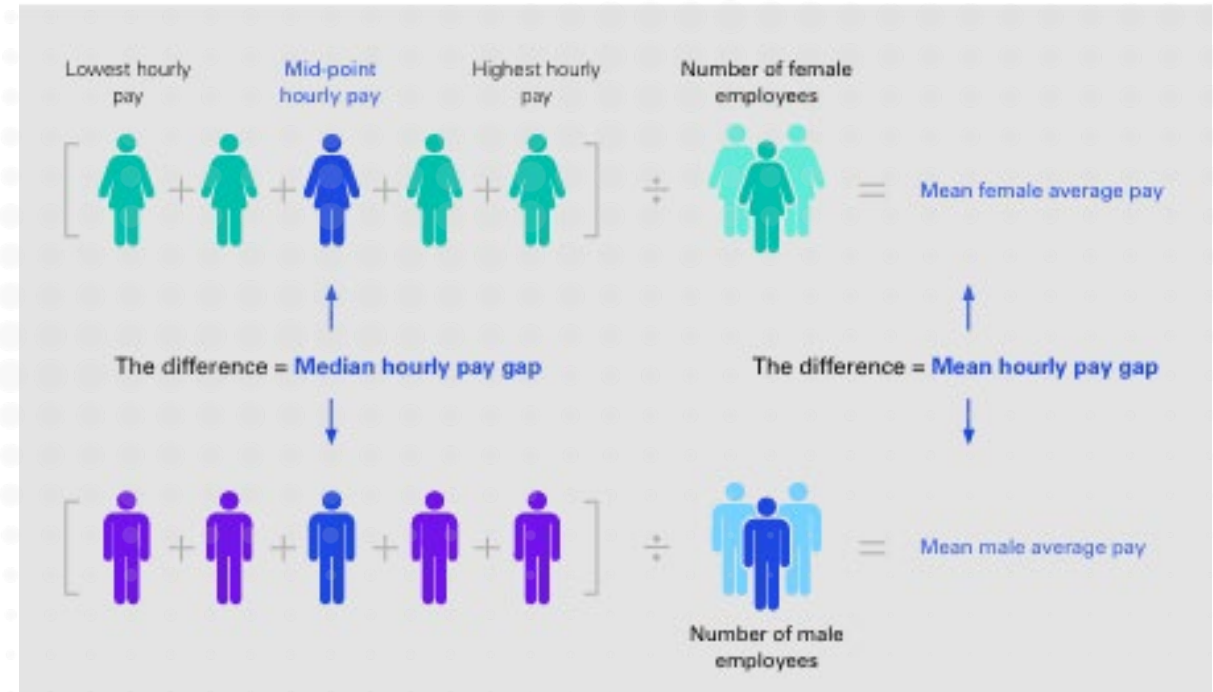 Lowest hourly
pay
Mid-point
hourly pay
Highest hourly
pay
Number of female
employees
[ + + + + ] ÷ = Mean female average pay
The difference = Median hourly pay gap
The difference = Mean hourly pay gap
[ + + + + ] ÷ = Mean male average pay
Number of male
employees